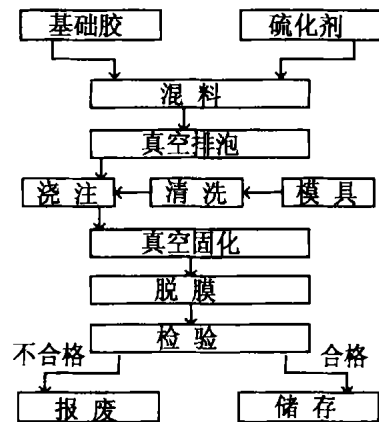 基础胶 硫化剂
混料
真空排泡
浇注 清洗 模具
真空固化
脱膜
检验
不合格 合格
报废 储存